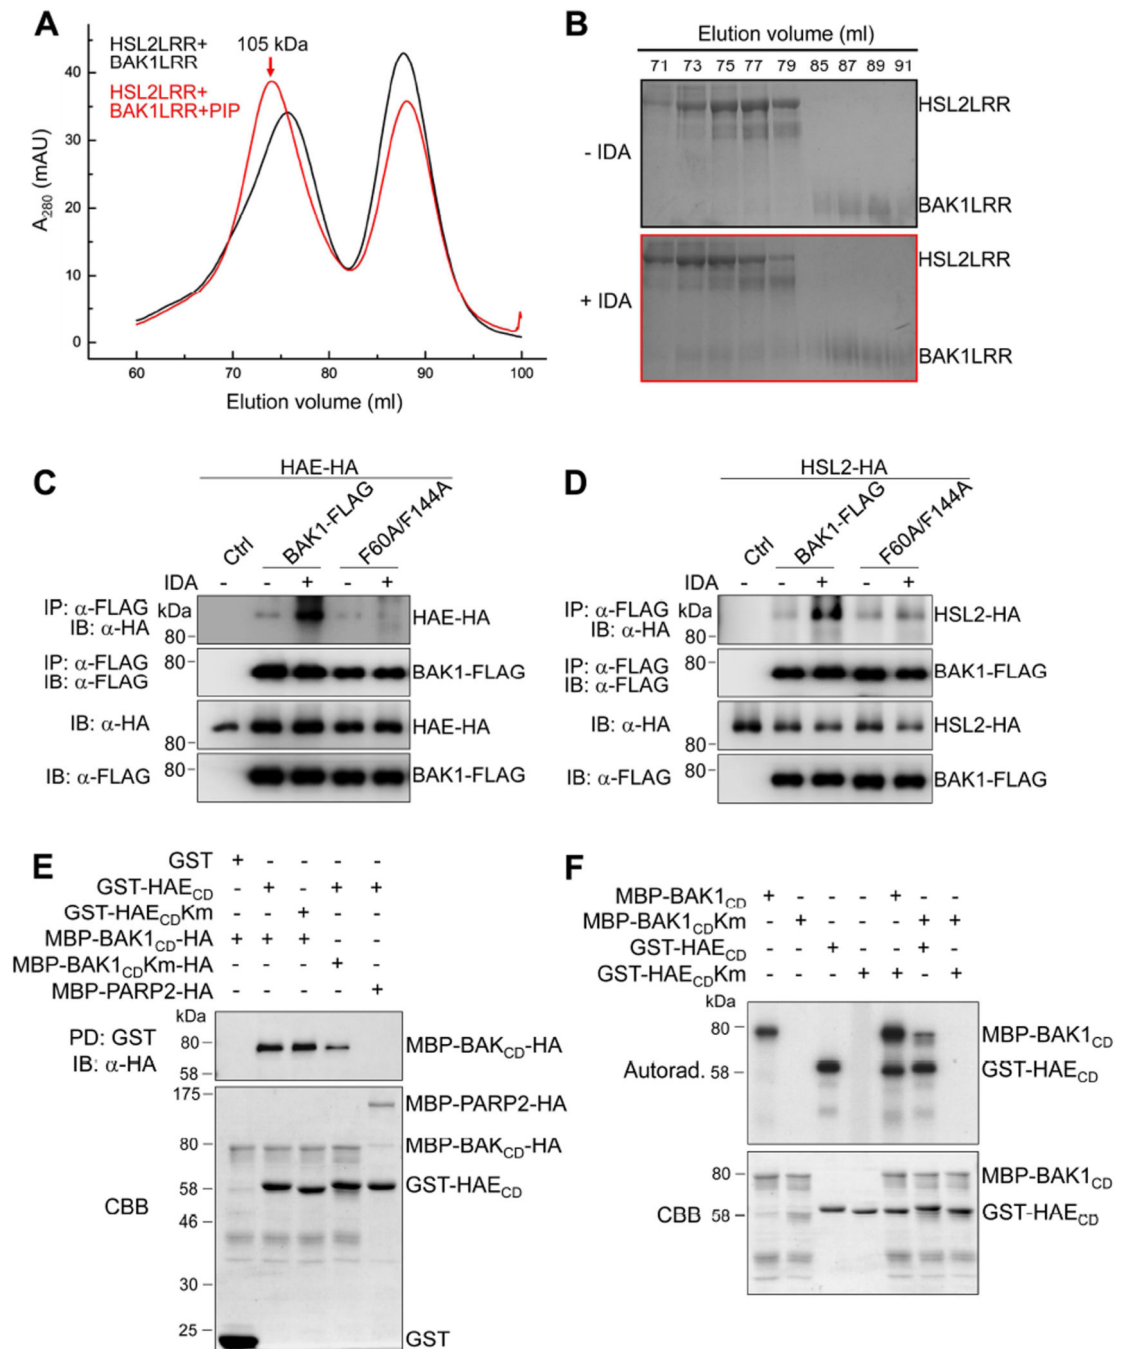 A
HSL2LRR+
BAK1LRR
HSL2LRR+
BAK1LRR+PIP
105 kDa
A280 (mAU)
40
30
20
10
0
60 70 80 90 100
Elution volume (ml)
B
Elution volume (ml)
71 73 75 77 79 85 87 89 91
- IDA
HSL2LRR
BAK1LRR
+ IDA
HSL2LRR
BAK1LRR
C
HAE-HA
Ctrl
BAK1-FLAG
F60A/F144A
IDA - - + - +
IP: α-FLAG
IB: α-HA
kDa
80
HAE-HA
IP: α-FLAG
IB: α-FLAG
80
BAK1-FLAG
IB: α-HA
80
HAE-HA
IB: α-FLAG
80
BAK1-FLAG
D
HSL2-HA
Ctrl
BAK1-FLAG
F60A/F144A
IDA - - + - +
IP: α-FLAG
IB: α-HA
kDa
80
HSL2-HA
IP: α-FLAG
IB: α-FLAG
80
BAK1-FLAG
IB: α-HA
80
HSL2-HA
IB: α-FLAG
80
BAK1-FLAG
E
GST + - - - -
GST-HAECD - + - + +
GST-HAECDKm - - + - -
MBP-BAK1CD-HA + + + - -
MBP-BAK1CDKm-HA - - - + -
MBP-PARP2-HA - - - - +
kDa
PD: GST
IB: α-HA
80
58
MBP-BAKCD-HA
175
MBP-PARP2-HA
80
MBP-BAKCD-HA
58
GST-HAECD
CBB
46
30
25
GST
F
MBP-BAK1CD + - - - + - -
MBP-BAK1CDKm - + - - - + +
GST-HAECD - - + - - + -
GST-HAECDKm - - - + + - +
kDa
80
MBP-BAK1CD
Autorad.
58
GST-HAECD
80
MBP-BAK1CD
CBB
58
GST-HAECD